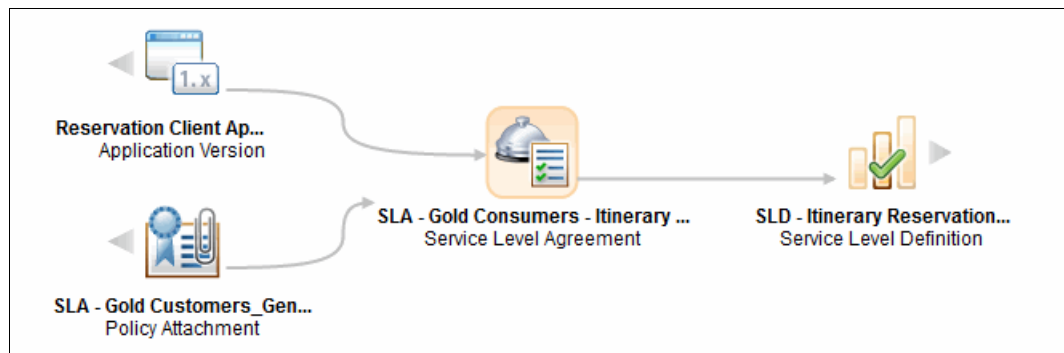 1.x
Reservation Client Ap...
Application Version
SLA - Gold Consumers - Itinerary ...
Service Level Agreement
SLD - Itinerary Reservation...
Service Level Definition
SLA - Gold Customers_Gen...
Policy Attachment